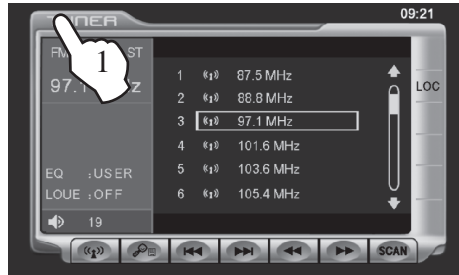 TUNER 09:21
FM ST
97.1 Hz
LOC
1 87.5 MHz
2 88.8 MHz
3 97.1 MHz
4 101.6 MHz
5 103.6 MHz
6 105.4 MHz
EQ :USER
LOUE :OFF
19
SCAN
1